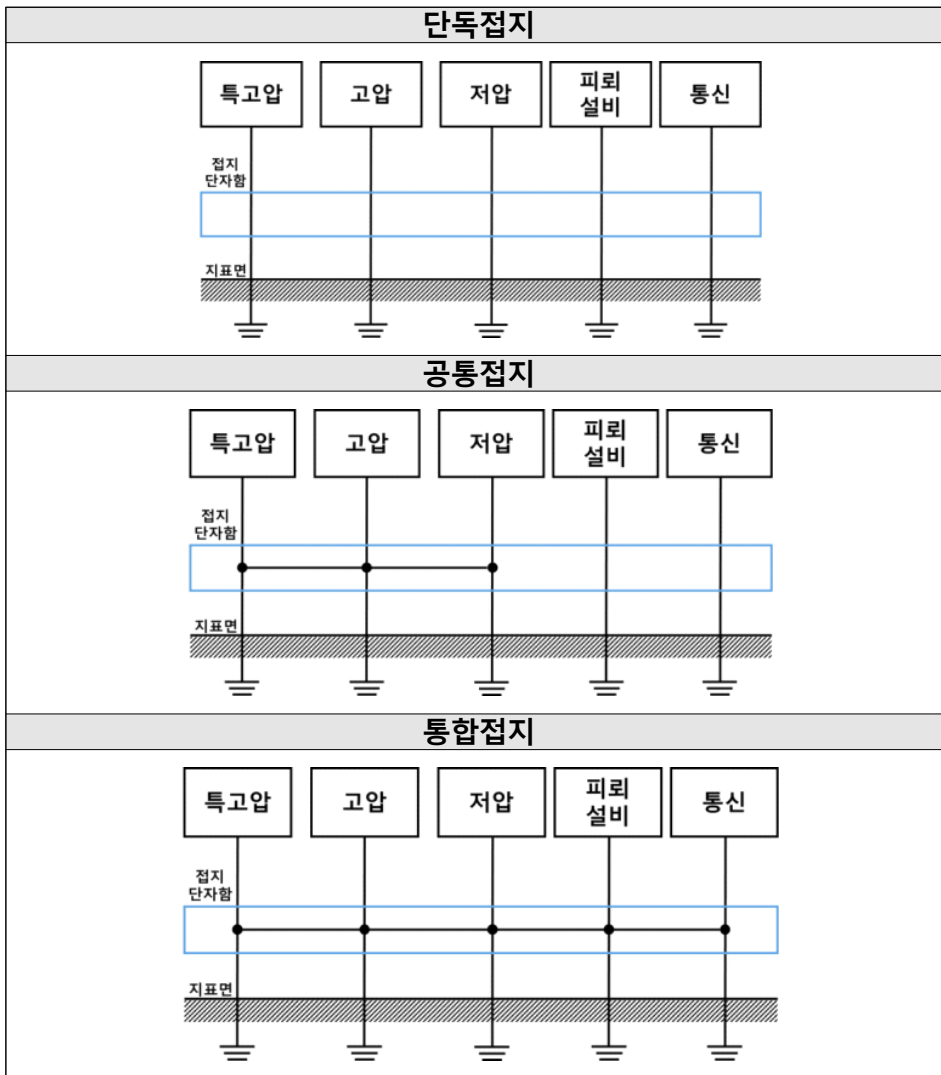 단독접지
특고압 고압 저압 피뢰 통신
설비
접지
단자함
지표면
공통접지
특고압 고압 저압 피뢰 통신
설비
접지
단자함
지표면
통합접지
특고압 고압 저압 피뢰 통신
설비
접지
단자함
지표면